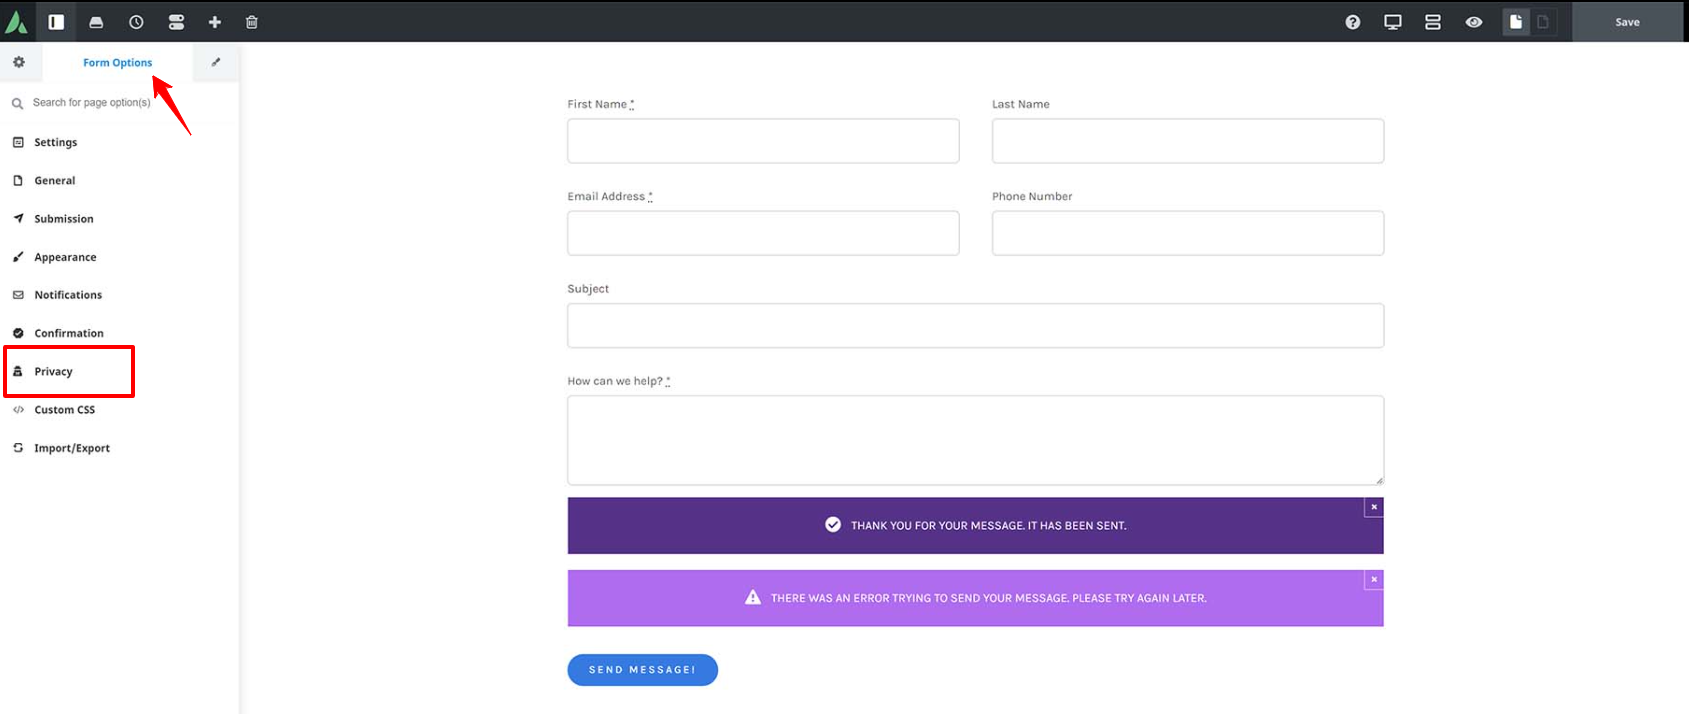 Save
Form Options
Search for page option(s)
Settings
General
Submission
Appearance
Notifications
Confirmation
Privacy
Custom CSS
Import/Export
First Name *
Last Name
Email Address *
Phone Number
Subject
How can we help? *
THANK YOU FOR YOUR MESSAGE. IT HAS BEEN SENT.
THERE WAS AN ERROR TRYING TO SEND YOUR MESSAGE. PLEASE TRY AGAIN LATER.
SEND MESSAGE!